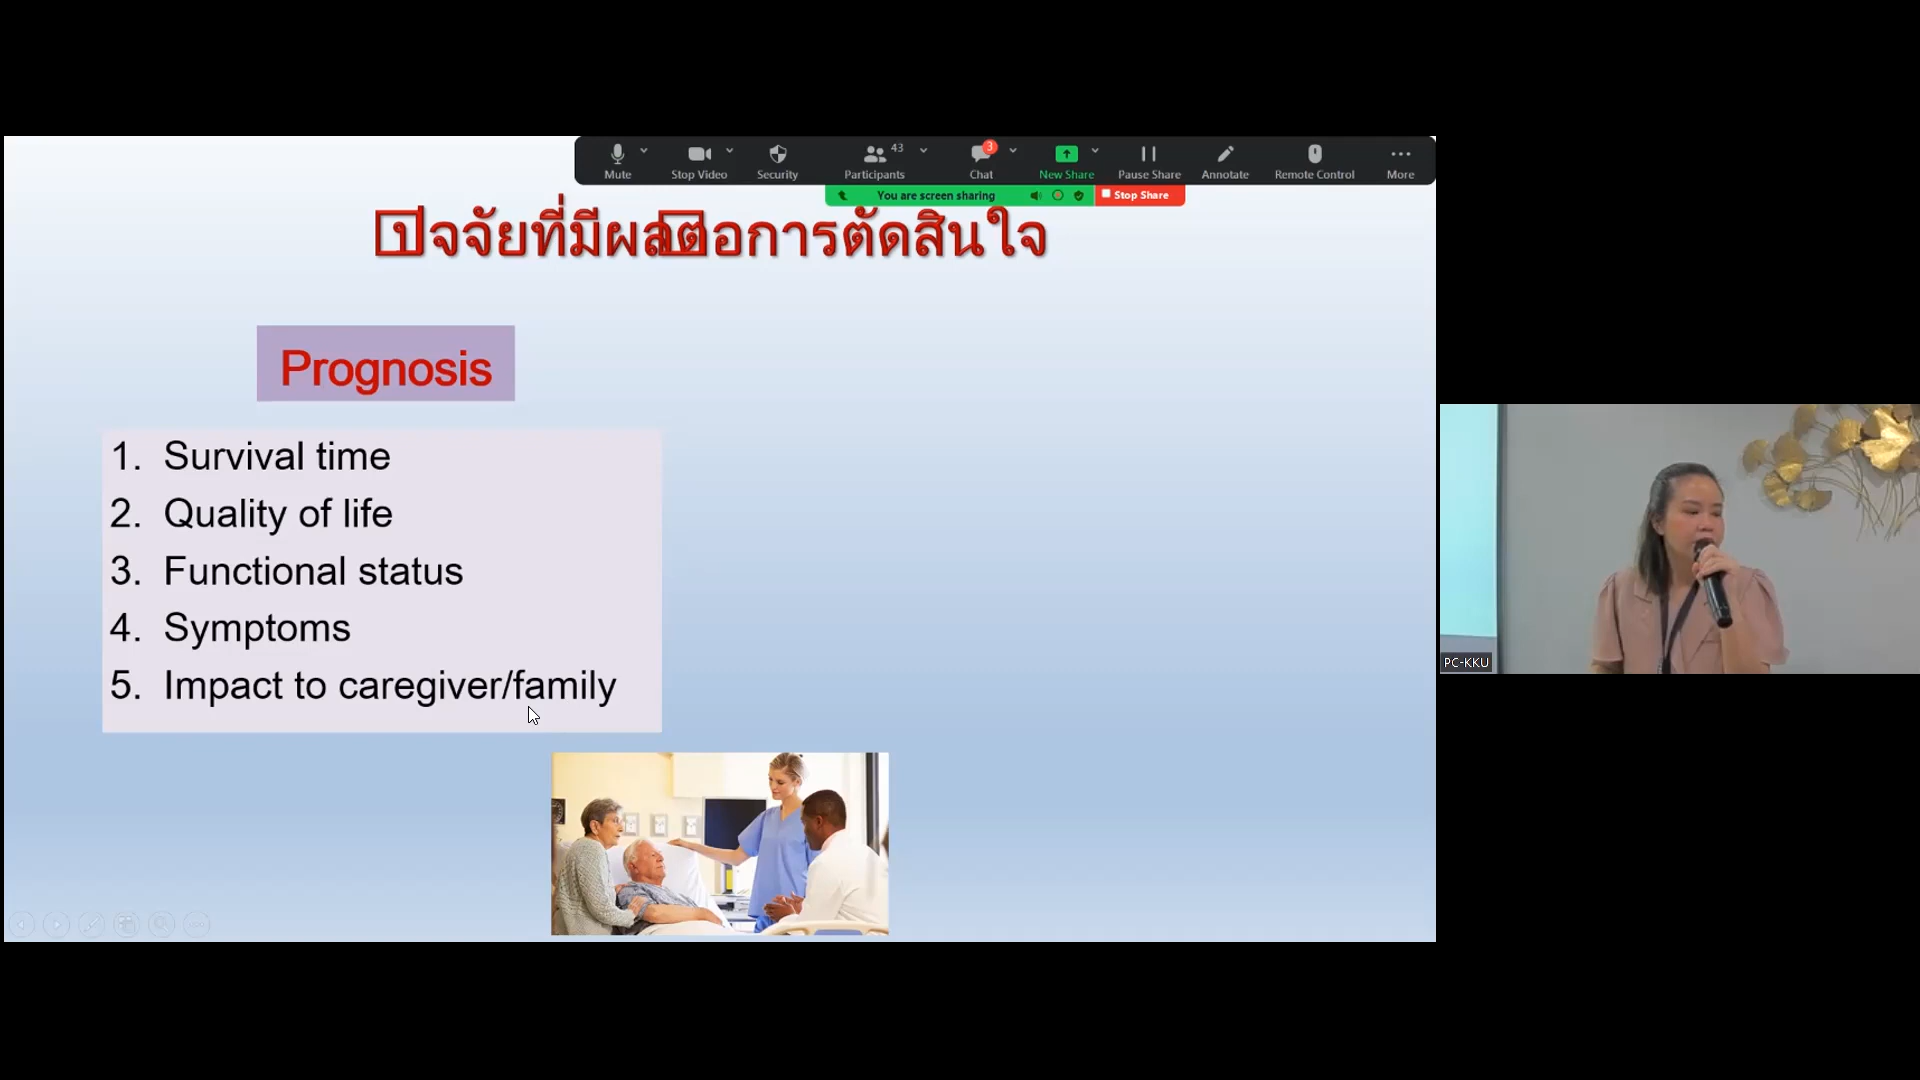 Mute
Stop Video
Security
Participants
43
Chat
3
New Share
Pause Share
Annotate
Remote Control
More
You are screen sharing
Stop Share
ปัจจัยที่มีผลต่อการตัดสินใจ
Prognosis
1. Survival time
2. Quality of life
3. Functional status
4. Symptoms
5. Impact to caregiver/family
PC-KKU